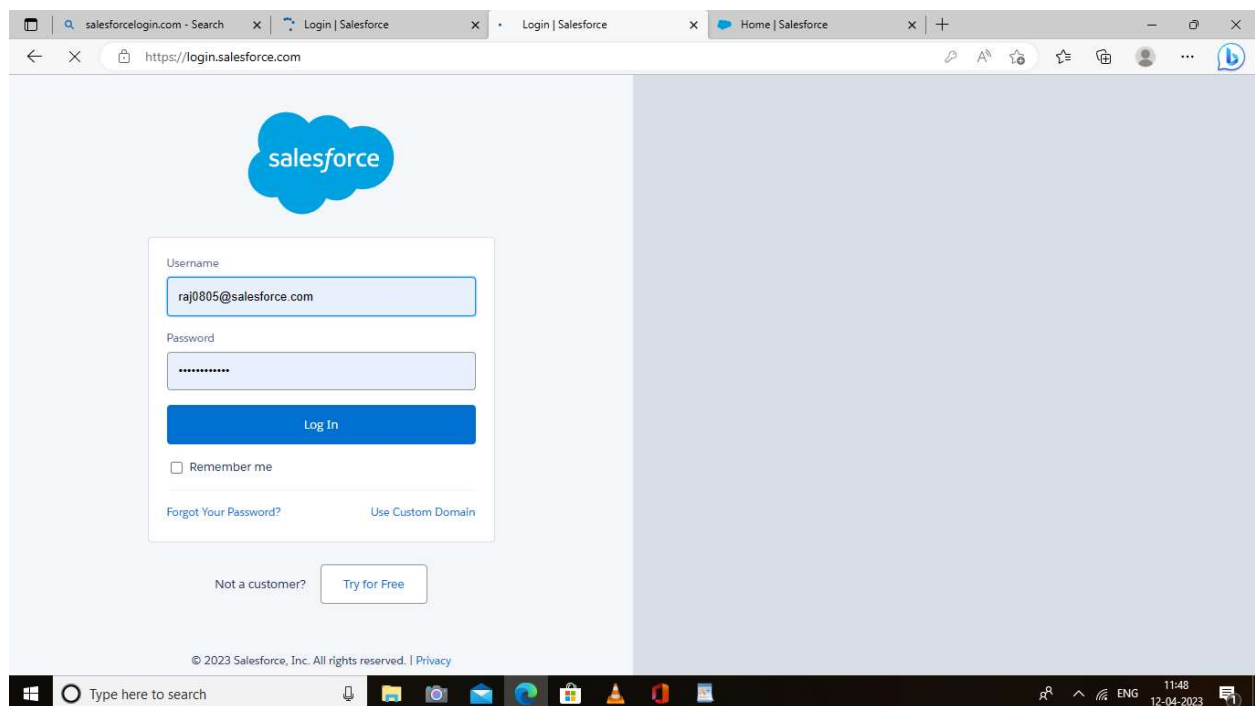 salesforcelogin.com - Search
Login | Salesforce
Login | Salesforce
Home | Salesforce
https://login.salesforce.com
salesforce
Username
raj0805@salesforce.com
Password
••••••••••••
Log In
Remember me
Forgot Your Password? Use Custom Domain
Not a customer? Try for Free
© 2023 Salesforce, Inc. All rights reserved. | Privacy
Type here to search
ENG
11:48
12-04-2023